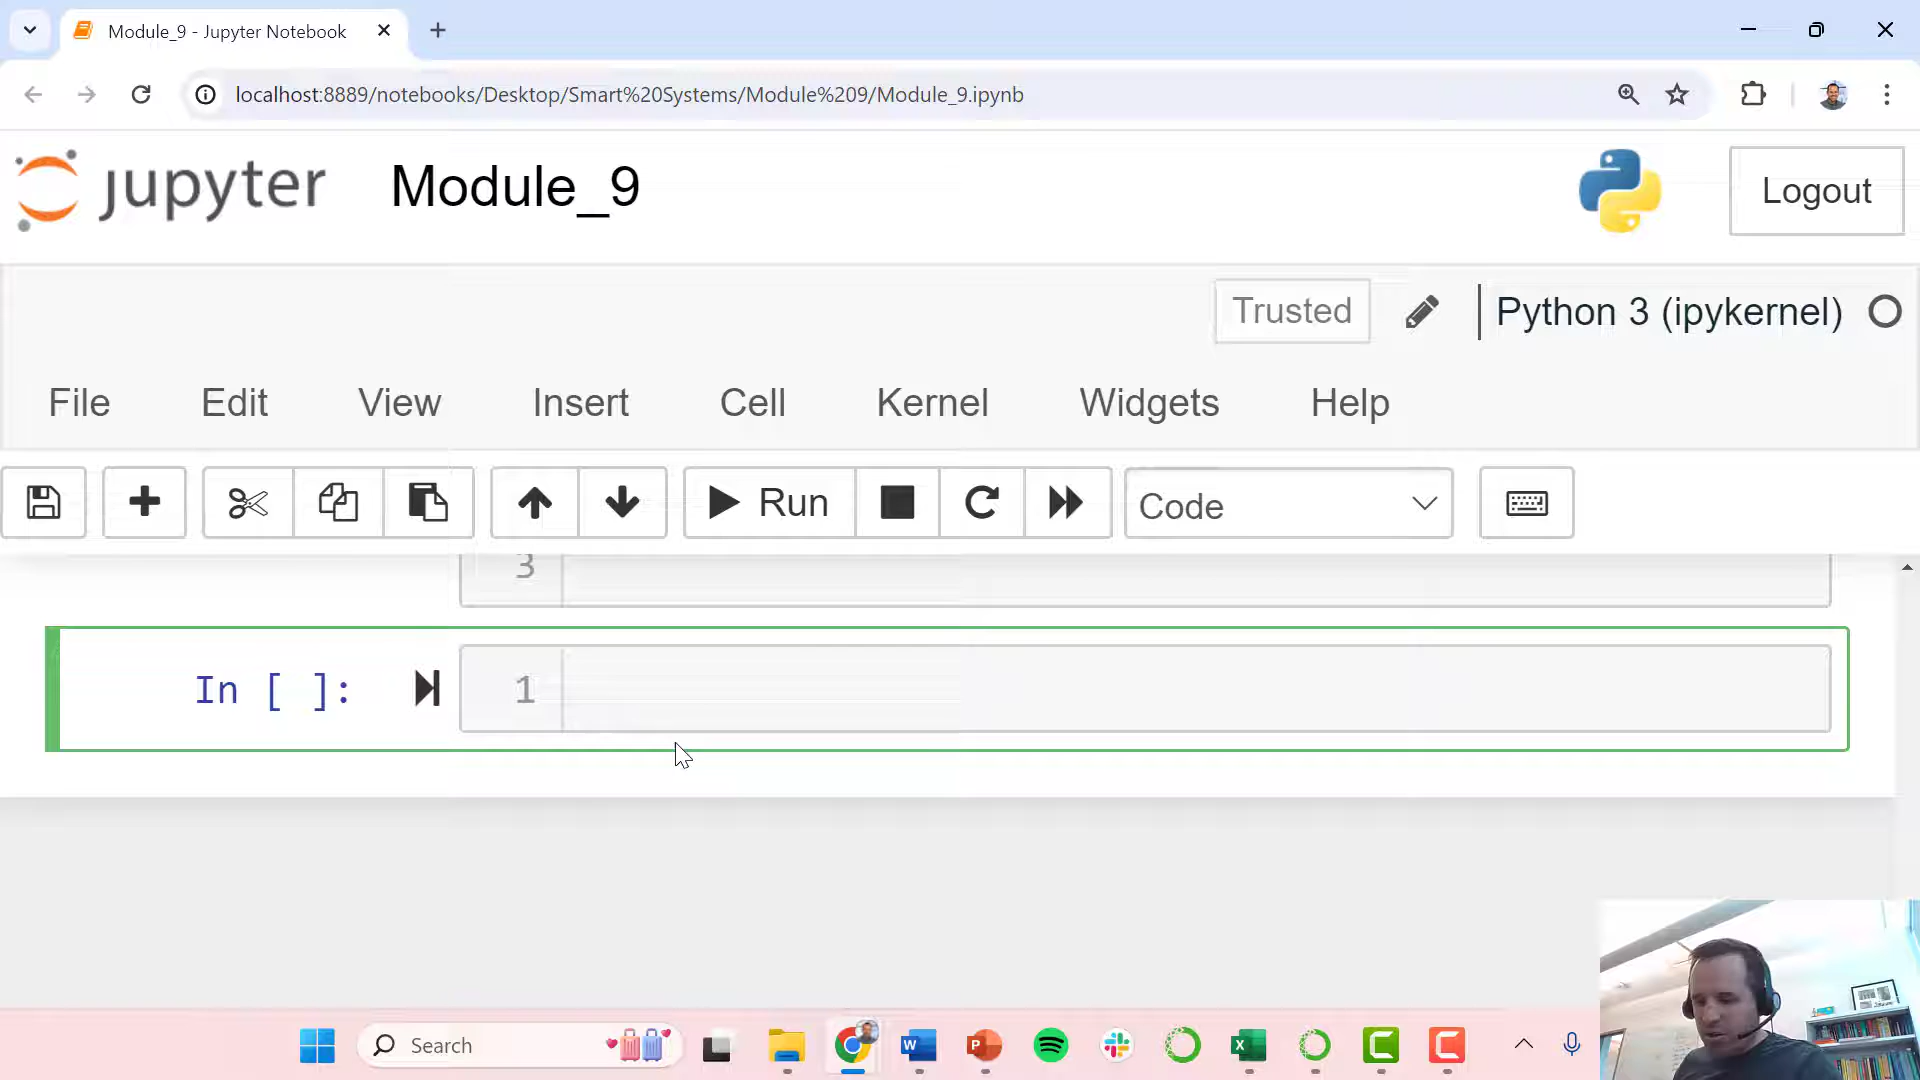 Module_9 - Jupyter Notebook
localhost:8889/notebooks/Desktop/Smart%20Systems/Module%209/Module_9.ipynb
jupyter Module_9 Logout
Trusted Python 3 (ipykernel)
File Edit View Insert Cell Kernel Widgets Help
Run Code
3
In [ ]: 1
Search